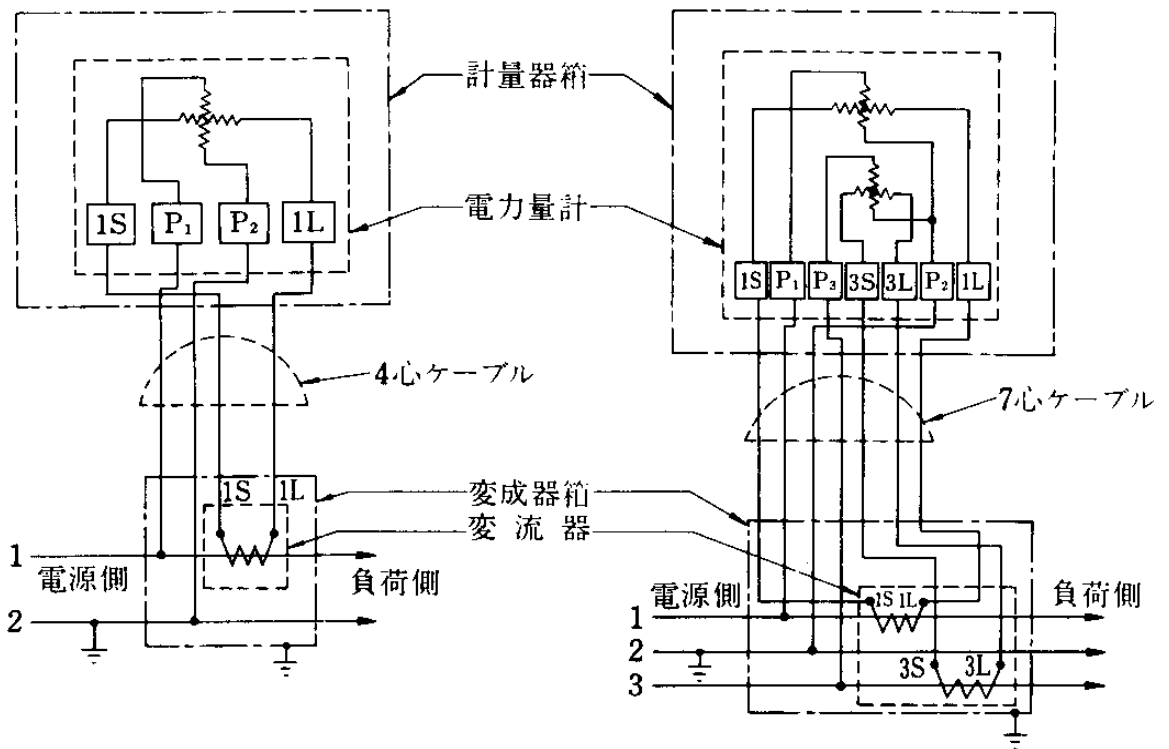 計量器箱
電力量計
1S P₁ P₂ 1L
1S P₁ P₃ 3S 3L P₂ 1L
4心ケーブル
7心ケーブル
1S 1L
変成器箱
変流器
1
電源側
負荷側
2
電源側
1S 1L
負荷側
1
2
3S 3L
3